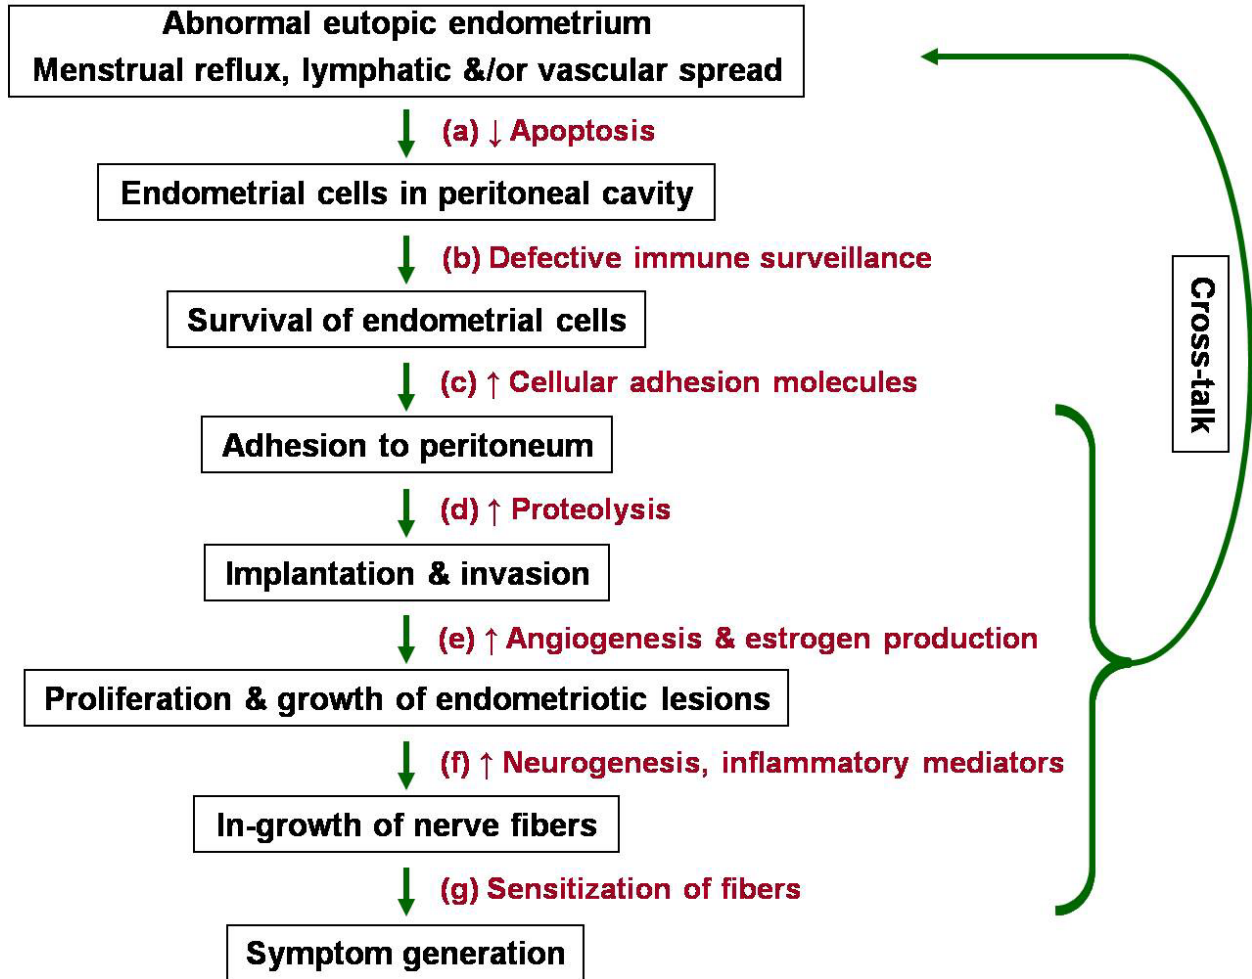 Abnormal eutopic endometrium
Menstrual reflux, lymphatic &/or vascular spread
(a) ↓ Apoptosis
Endometrial cells in peritoneal cavity
(b) Defective immune surveillance
Survival of endometrial cells
(c) ↑ Cellular adhesion molecules
Adhesion to peritoneum
(d) ↑ Proteolysis
Implantation & invasion
(e) ↑ Angiogenesis & estrogen production
Proliferation & growth of endometriotic lesions
(f) ↑ Neurogenesis, inflammatory mediators
In-growth of nerve fibers
(g) Sensitization of fibers
Symptom generation
Cross-talk